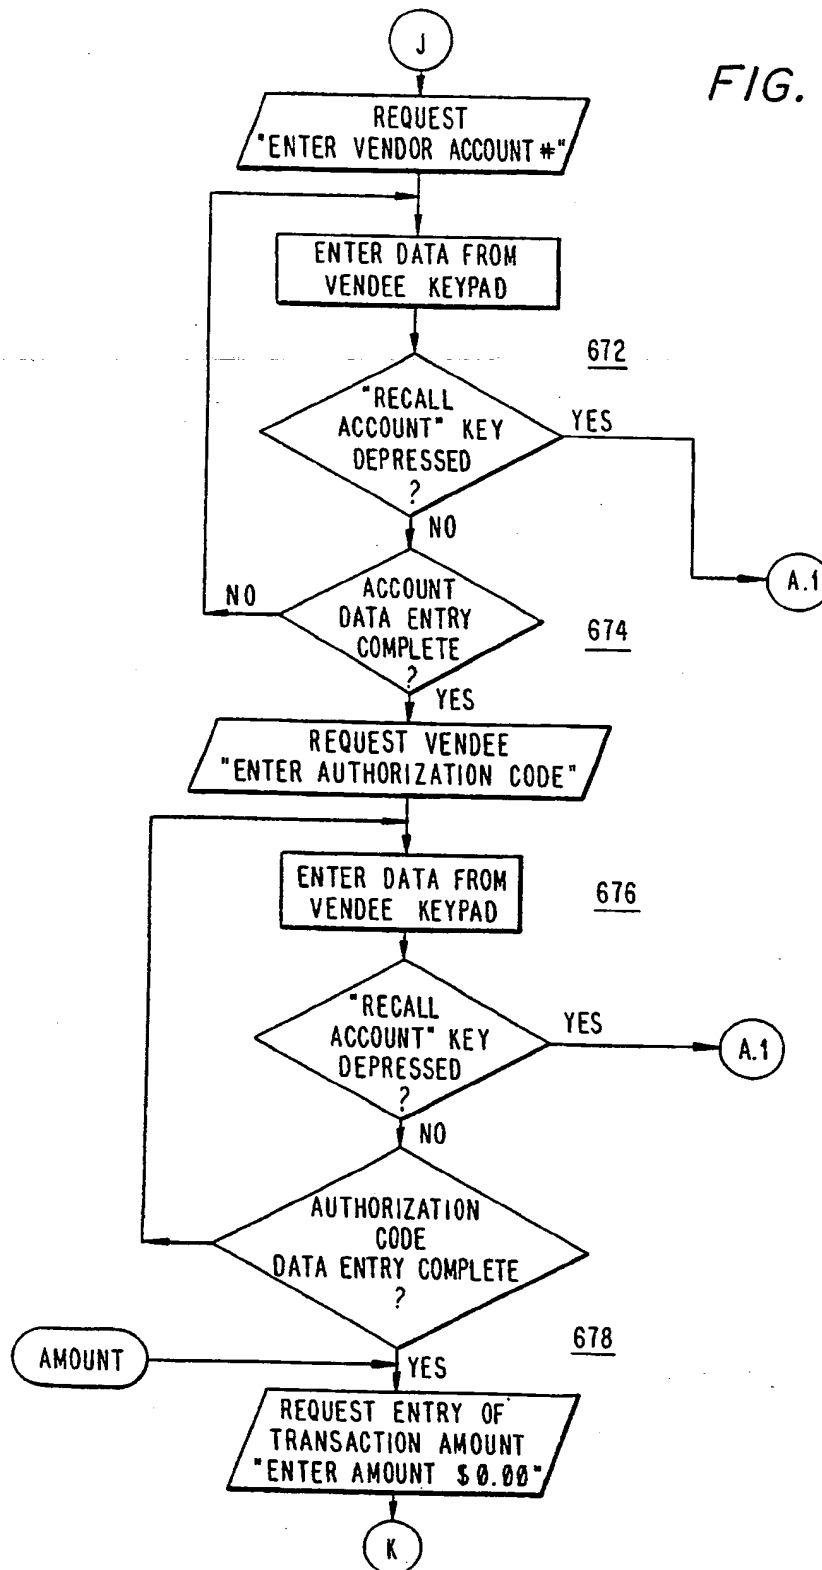 J
FIG.
REQUEST
"ENTER VENDOR ACCOUNT #"
ENTER DATA FROM
VENDEE KEYPAD
672
"RECALL
ACCOUNT" KEY
DEPRESSED
?
YES
NO
A.1
ACCOUNT
DATA ENTRY
COMPLETE
?
NO
674
YES
REQUEST VENDEE
"ENTER AUTHORIZATION CODE"
ENTER DATA FROM
VENDEE KEYPAD
676
"RECALL
ACCOUNT" KEY
DEPRESSED
?
YES
A.1
NO
AUTHORIZATION
CODE
DATA ENTRY COMPLETE
?
678
AMOUNT
YES
REQUEST ENTRY OF
TRANSACTION AMOUNT
"ENTER AMOUNT $0.00"
K